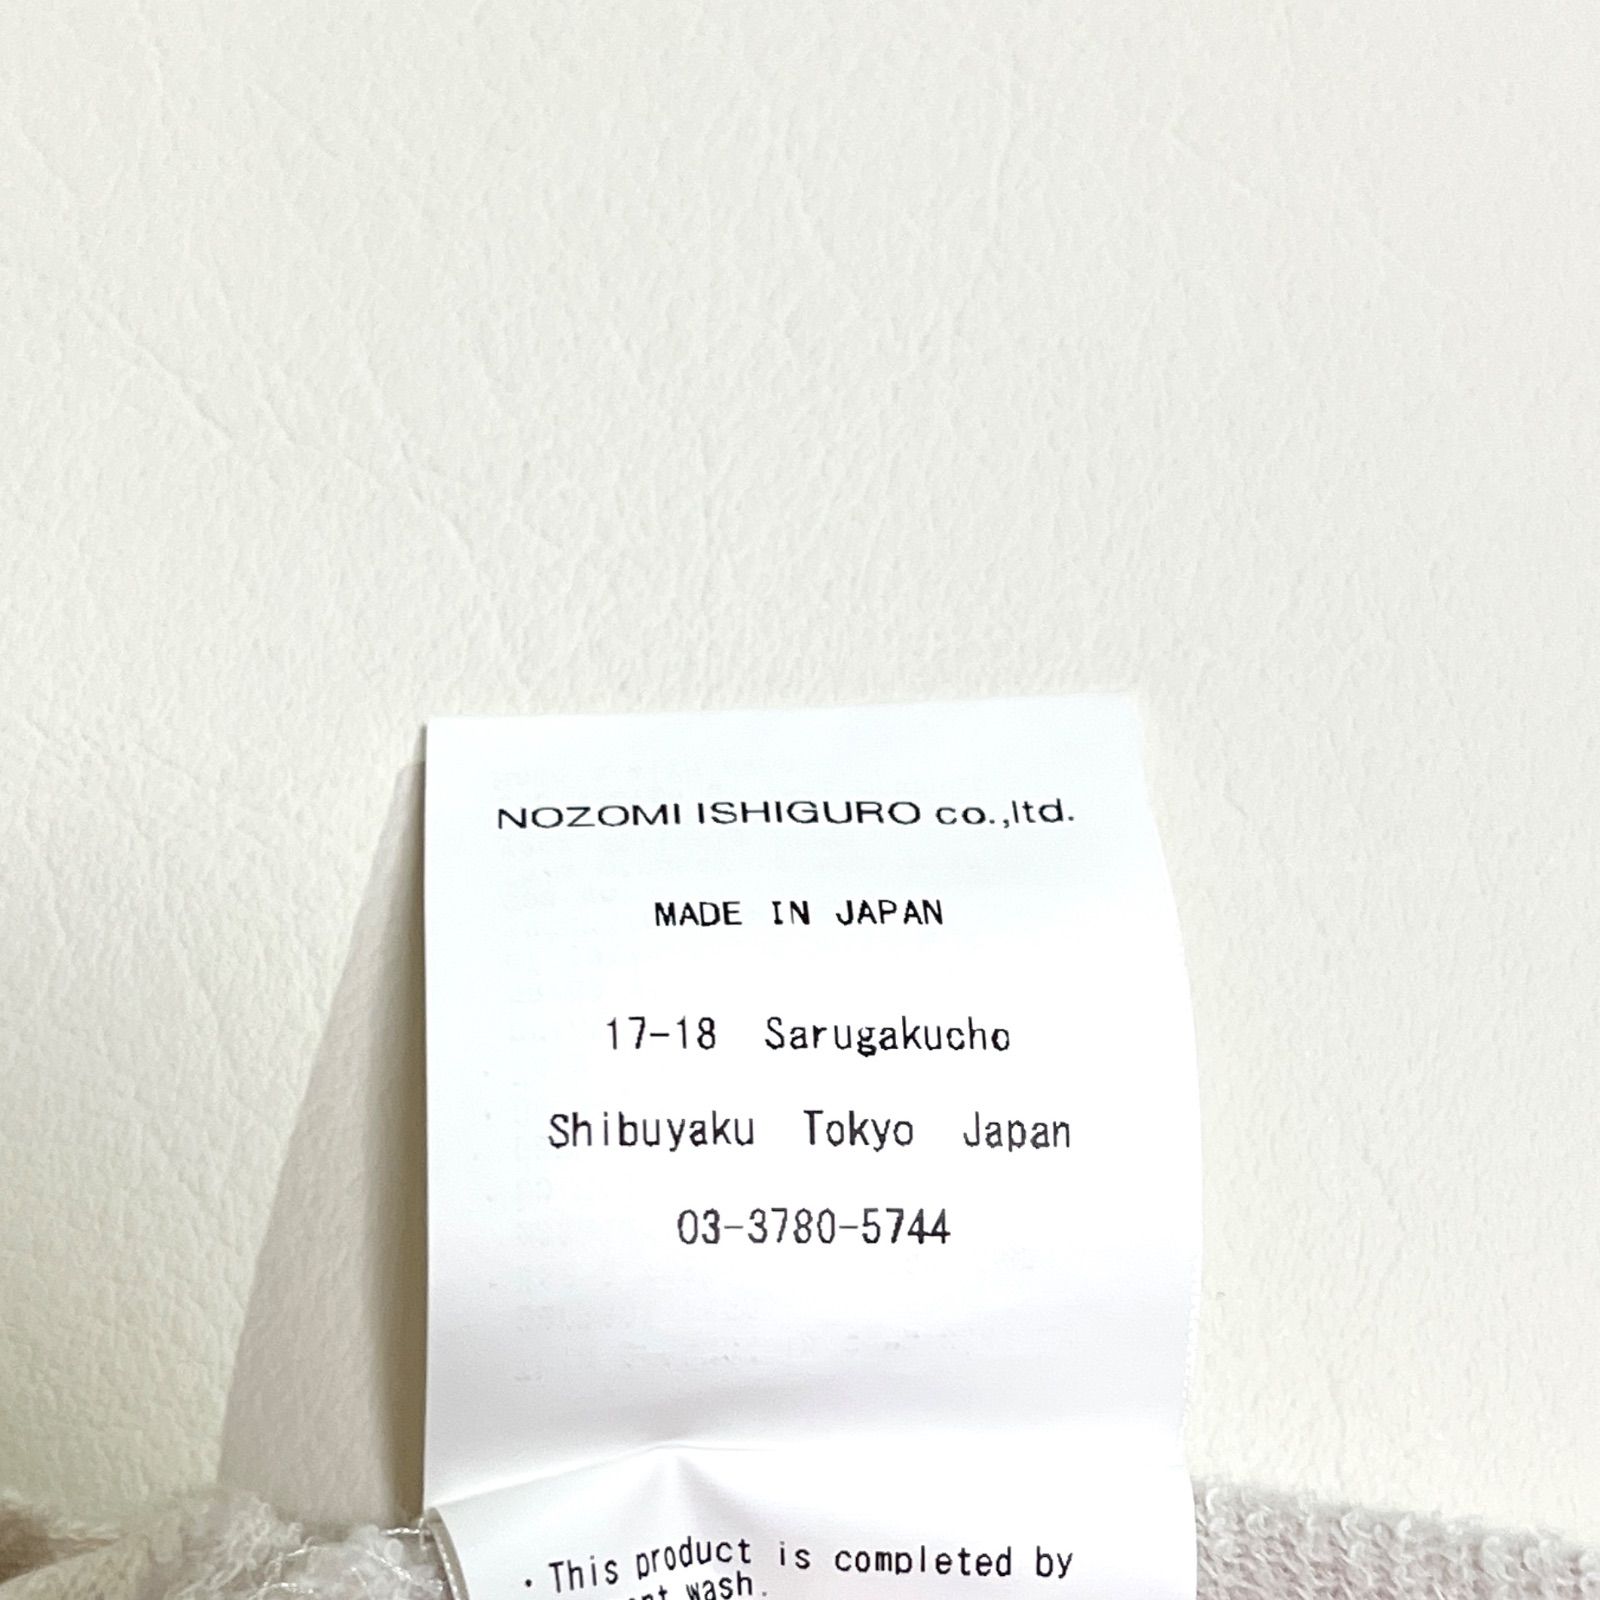 NOZOMI ISHIGURO co.,ltd.
MADE IN JAPAN
17-18 Sarugakucho
Shibuyaku Tokyo Japan
03-3780-5744
・This product is completed by
wash.